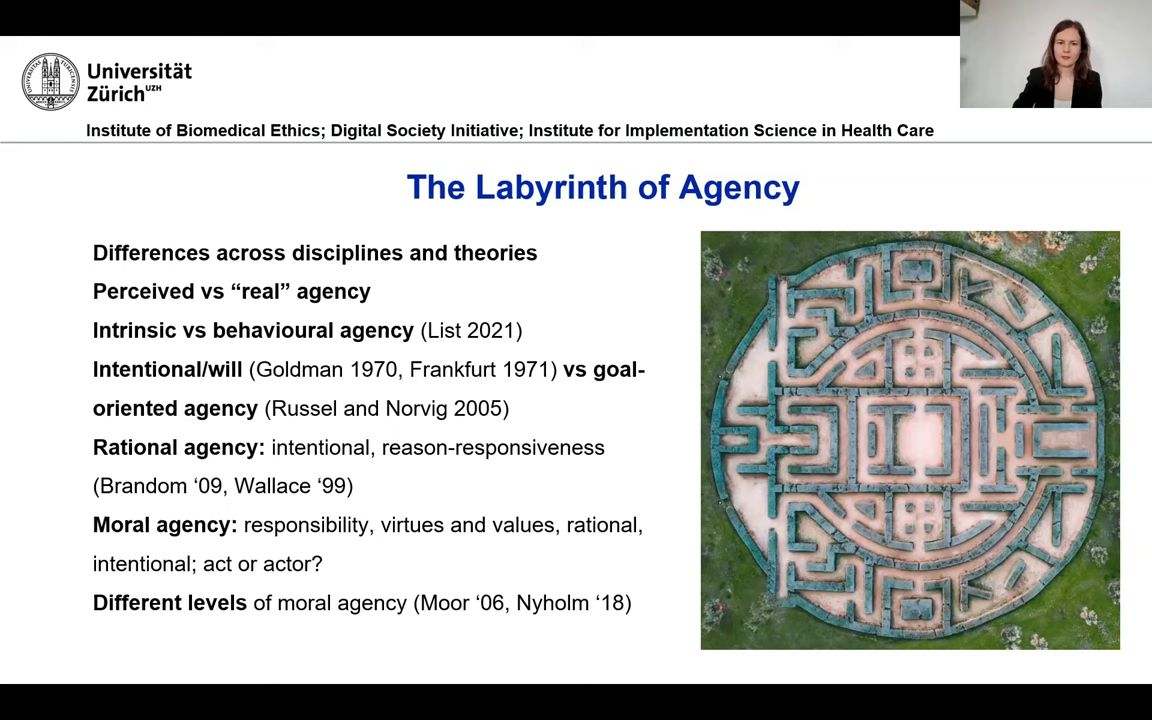 Universität
Zürich UZH
Institute of Biomedical Ethics; Digital Society Initiative; Institute for Implementation Science in Health Care
The Labyrinth of Agency
Differences across disciplines and theories
Perceived vs “real” agency
Intrinsic vs behavioural agency (List 2021)
Intentional/will (Goldman 1970, Frankfurt 1971) vs goal-
oriented agency (Russel and Norvig 2005)
Rational agency: intentional, reason-responsiveness
(Brandom ‘09, Wallace ‘99)
Moral agency: responsibility, virtues and values, rational,
intentional; act or actor?
Different levels of moral agency (Moor ‘06, Nyholm ‘18)